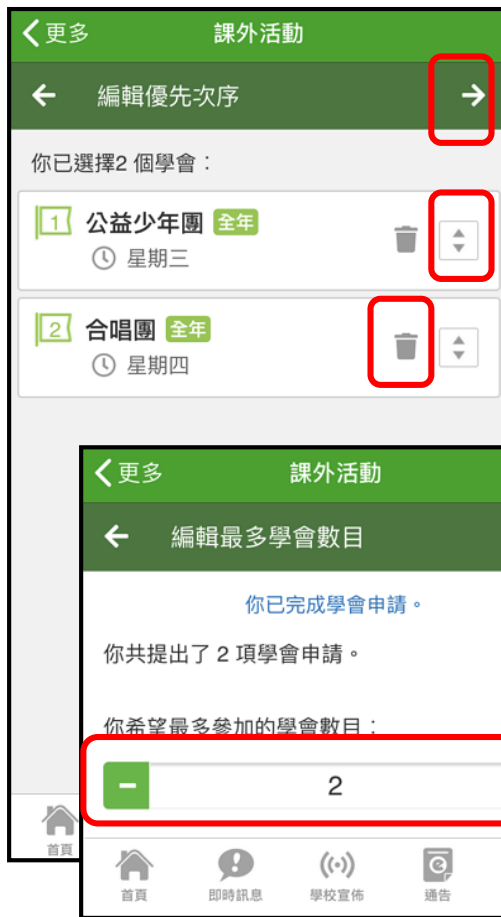 更多 課外活動
編輯優先次序
你已選擇2 個學會：
1 公益少年團 全年
星期三
2 合唱團 全年
星期四
首頁
更多 課外活動
編輯最多學會數目
你已完成學會申請。
你共提出了 2 項學會申請。
你希望最多參加的學會數目：
2
首頁 即時訊息 學校宣佈 通告